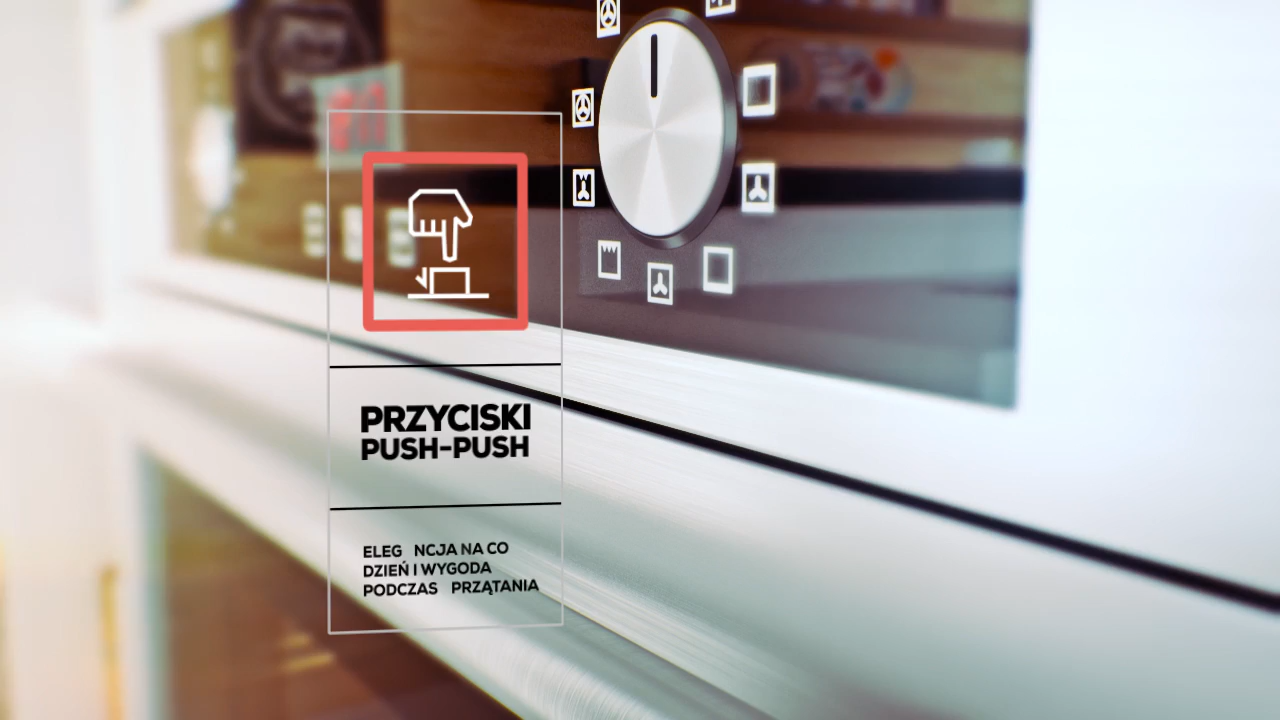 PRZYCISKI
PUSH-PUSH
ELEG NCJA NA CO
DZIEŃ I WYGODA
PODCZAS PRZĄTANIA